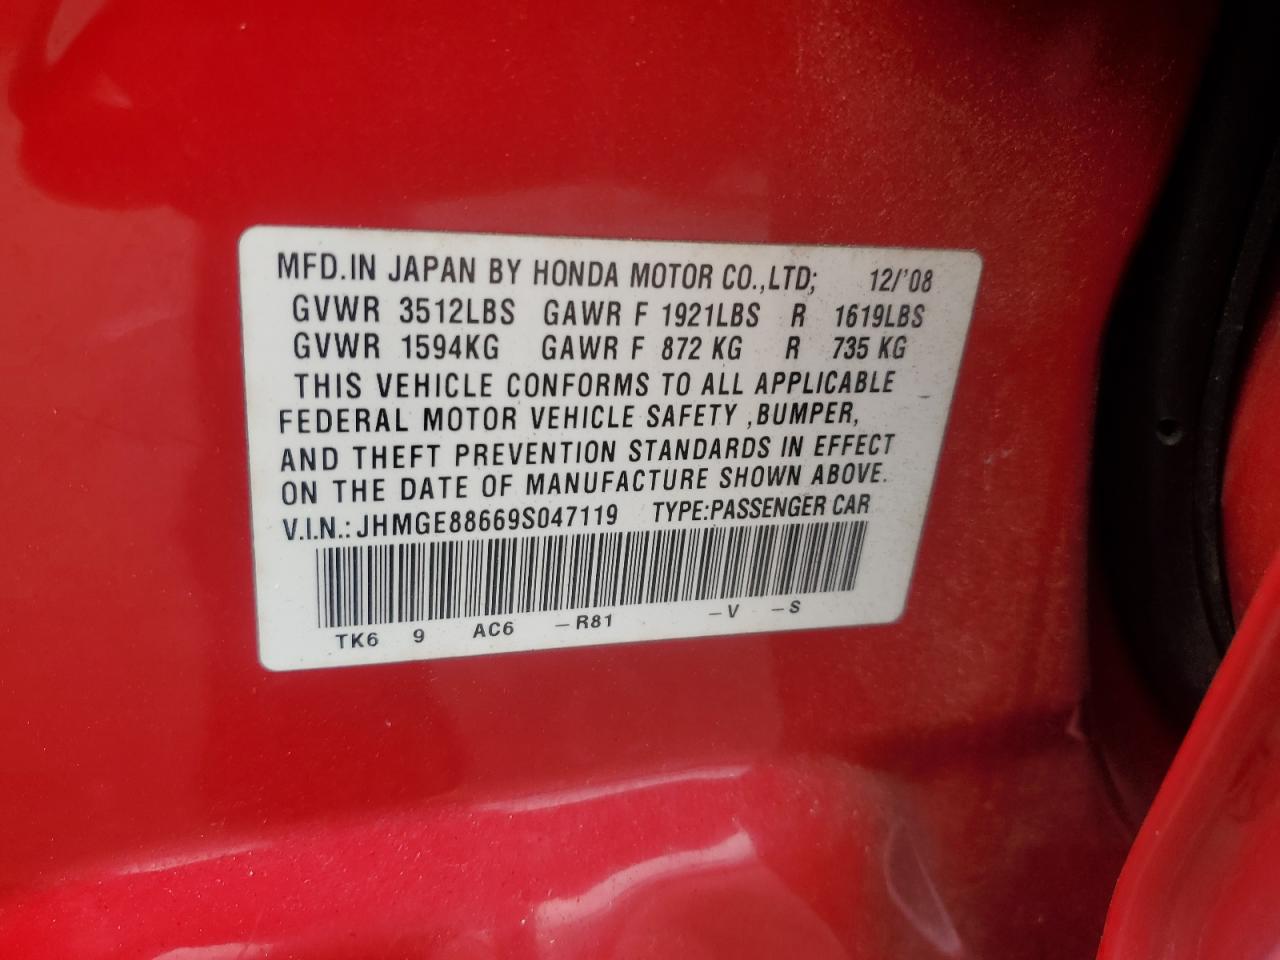 MFD.IN JAPAN BY HONDA MOTOR CO.,LTD; 12/'08
GVWR 3512LBS GAWR F 1921LBS R 1619LBS
GVWR 1594KG GAWR F 872 KG R 735 KG
THIS VEHICLE CONFORMS TO ALL APPLICABLE
FEDERAL MOTOR VEHICLE SAFETY ,BUMPER,
AND THEFT PREVENTION STANDARDS IN EFFECT
ON THE DATE OF MANUFACTURE SHOWN ABOVE.
V.I.N.: JHMGE88669S047119 TYPE:PASSENGER CAR
TK6 9 AC6 –R81 –V –S